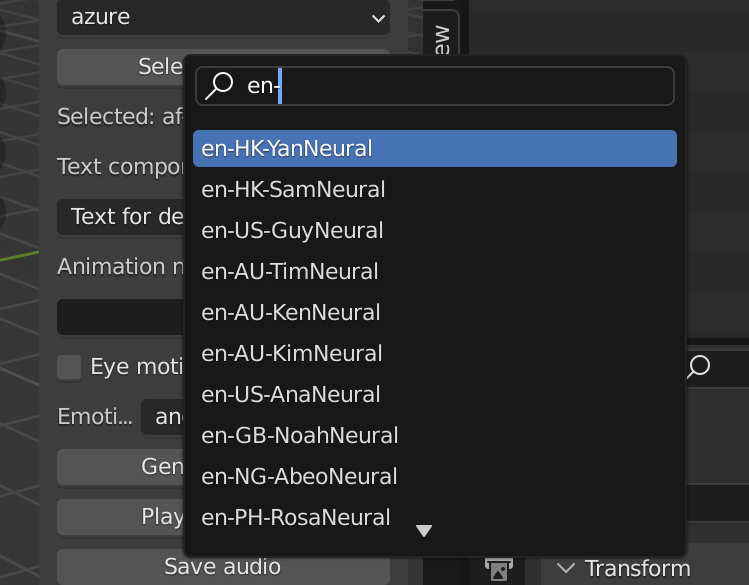 azure
Sele
ew
en-
Selected: af
en-HK-YanNeural
Text compo
en-HK-SamNeural
Text for de
en-US-GuyNeural
Animation n
en-AU-TimNeural
en-AU-KenNeural
Eye moti
en-AU-KimNeural
en-US-AnaNeural
Emoti...
an
en-GB-NoahNeural
Gen
en-NG-AbeoNeural
Play
en-PH-RosaNeural
Save audio
Transform